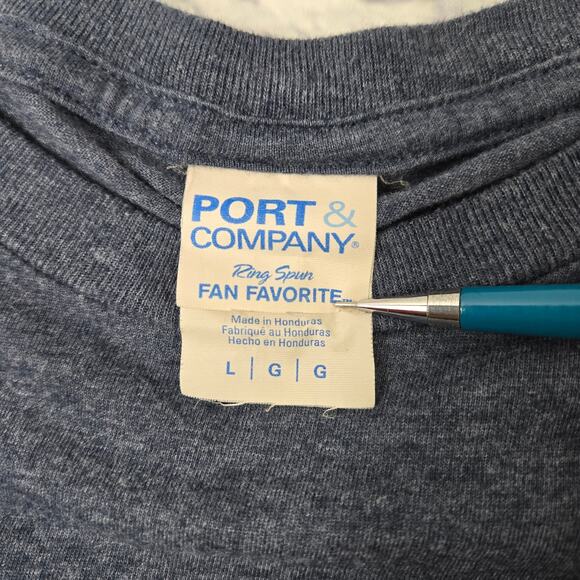 PORT &
COMPANY®
Ring Spun
FAN FAVORITE™
Made in Honduras
Fabriqué au Honduras
Hecho en Honduras
L | G | G